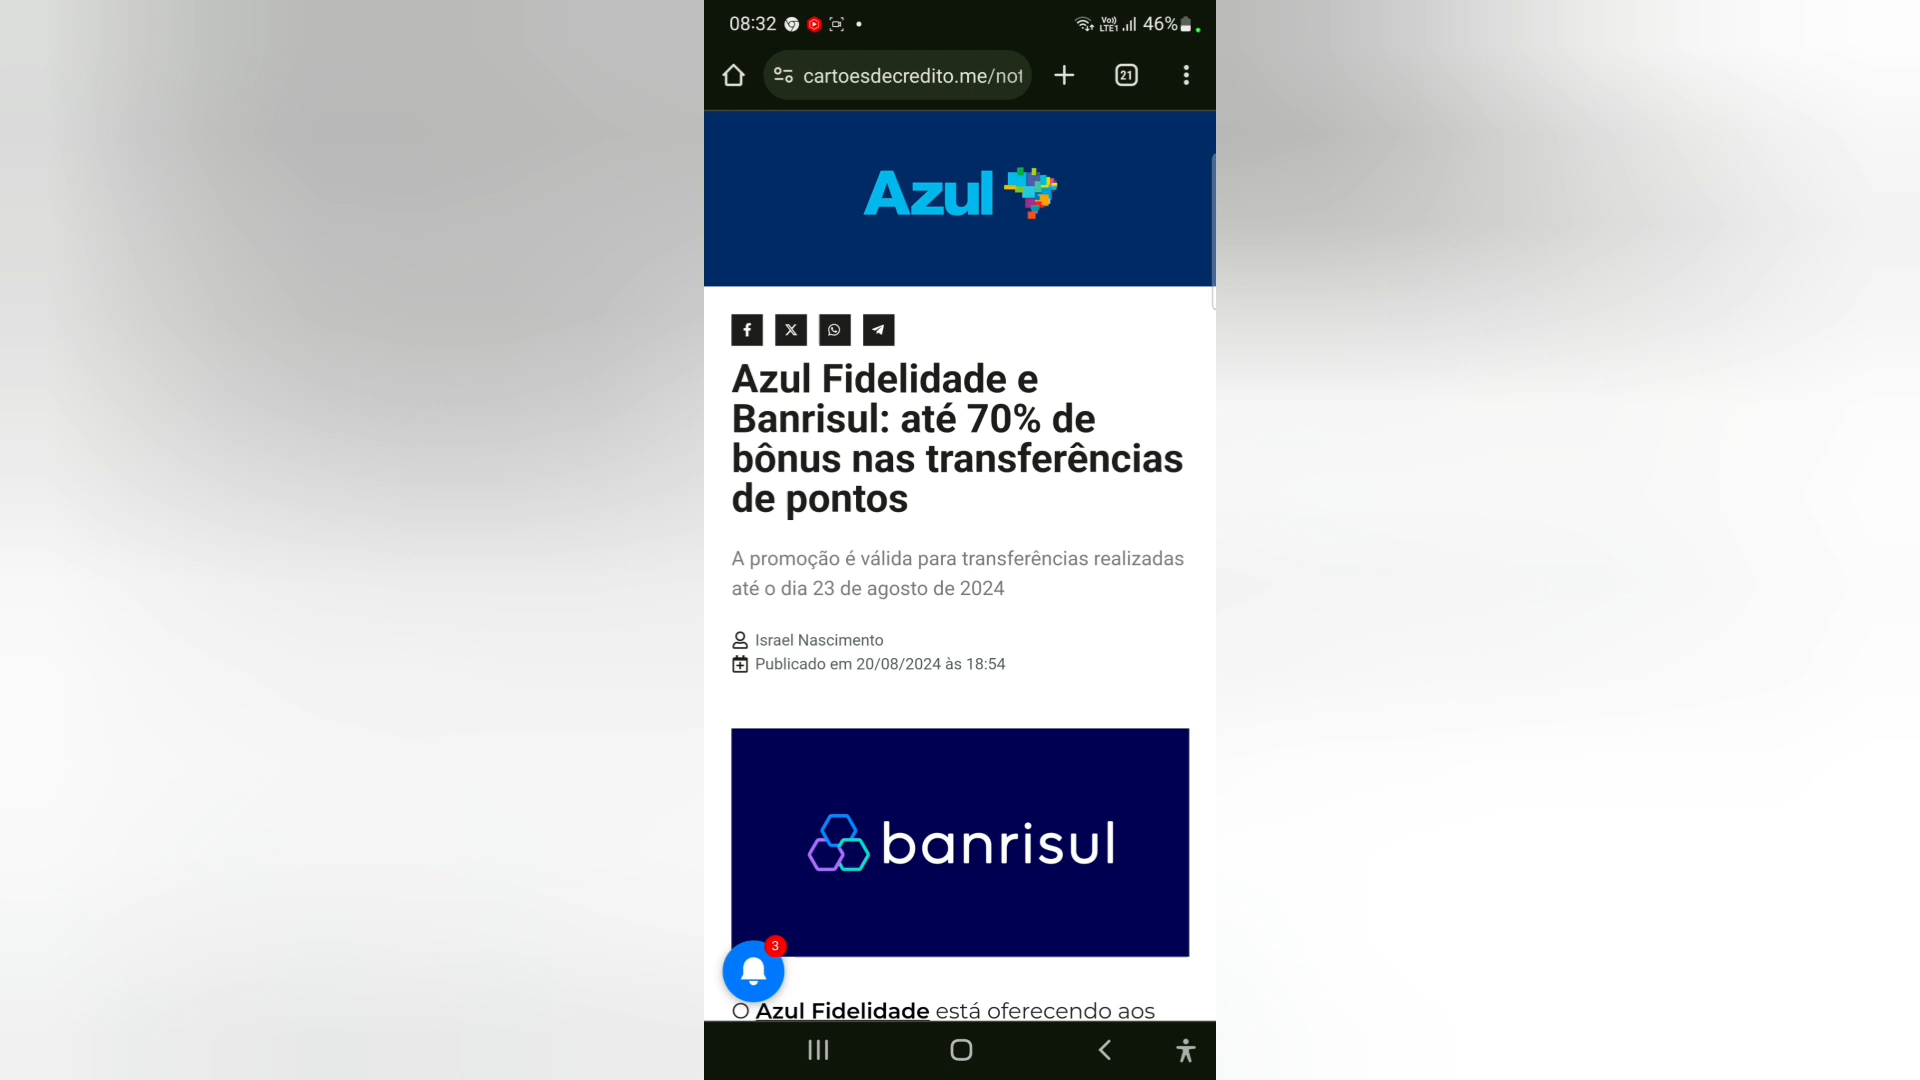 08:32
Vo)) LTE1 46%
cartoesdecredito.me/not
21
Azul
Azul Fidelidade e
Banrisul: até 70% de
bônus nas transferências
de pontos
A promoção é válida para transferências realizadas
até o dia 23 de agosto de 2024
Israel Nascimento
Publicado em 20/08/2024 às 18:54
banrisul
3
O Azul Fidelidade está oferecendo aos